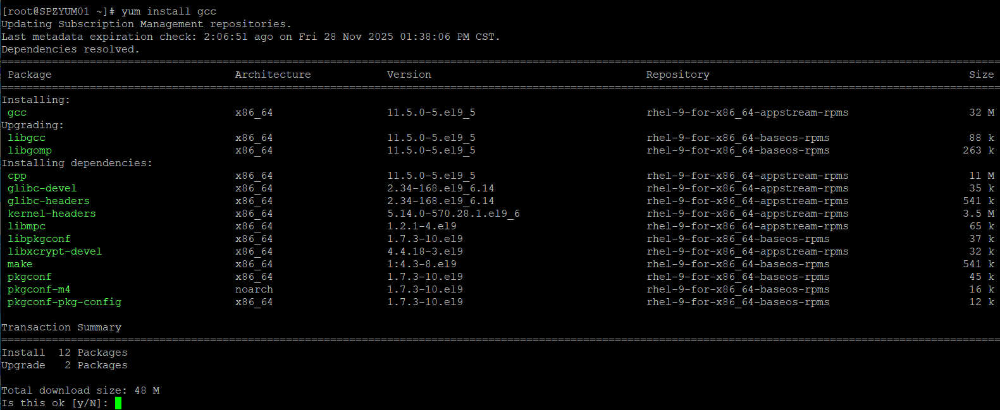 [root@SPZYUM01 ~]# yum install gcc
Updating Subscription Management repositories.
Last metadata expiration check: 2:06:51 ago on Fri 28 Nov 2025 01:38:06 PM CST.
Dependencies resolved.
================================================================================
Package Architecture Version Repository Size
================================================================================
Installing:
gcc x86_64 11.5.0-5.el9_5 rhel-9-for-x86_64-appstream-rpms 32 M
Upgrading:
libgcc x86_64 11.5.0-5.el9_5 rhel-9-for-x86_64-baseos-rpms 88 k
libgomp x86_64 11.5.0-5.el9_5 rhel-9-for-x86_64-baseos-rpms 263 k
Installing dependencies:
cpp x86_64 11.5.0-5.el9_5 rhel-9-for-x86_64-appstream-rpms 11 M
glibc-devel x86_64 2.34-168.el9_6.14 rhel-9-for-x86_64-appstream-rpms 35 k
glibc-headers x86_64 2.34-168.el9_6.14 rhel-9-for-x86_64-appstream-rpms 541 k
kernel-headers x86_64 5.14.0-570.28.1.el9_6 rhel-9-for-x86_64-appstream-rpms 3.5 M
libmpc x86_64 1.2.1-4.el9 rhel-9-for-x86_64-appstream-rpms 65 k
libpkgconf x86_64 1.7.3-10.el9 rhel-9-for-x86_64-baseos-rpms 37 k
libxcrypt-devel x86_64 4.4.18-3.el9 rhel-9-for-x86_64-appstream-rpms 32 k
make x86_64 1:4.3-8.el9 rhel-9-for-x86_64-baseos-rpms 541 k
pkgconf x86_64 1.7.3-10.el9 rhel-9-for-x86_64-baseos-rpms 45 k
pkgconf-m4 noarch 1.7.3-10.el9 rhel-9-for-x86_64-baseos-rpms 16 k
pkgconf-pkg-config x86_64 1.7.3-10.el9 rhel-9-for-x86_64-baseos-rpms 12 k
Transaction Summary
================================================================================
Install 12 Packages
Upgrade 2 Packages
Total download size: 48 M
Is this ok [y/N]: